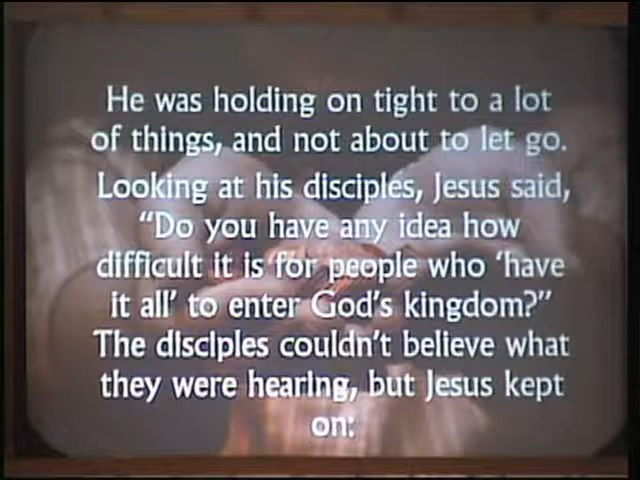 He was holding on tight to a lot
of things, and not about to let go.
Looking at his disciples, Jesus said,
“Do you have any idea how
difficult it is for people who ‘have
it all’ to enter God’s kingdom?”
The disciples couldn’t believe what
they were hearing, but Jesus kept
on: